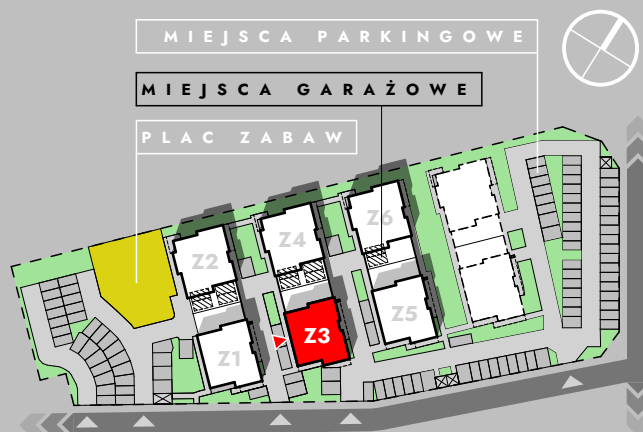 MIEJSCA PARKINGOWE
MIEJSCA GARAŻOWE
PLAC ZABAW
Z6
Z4
Z2
Z5
Z3
Z1